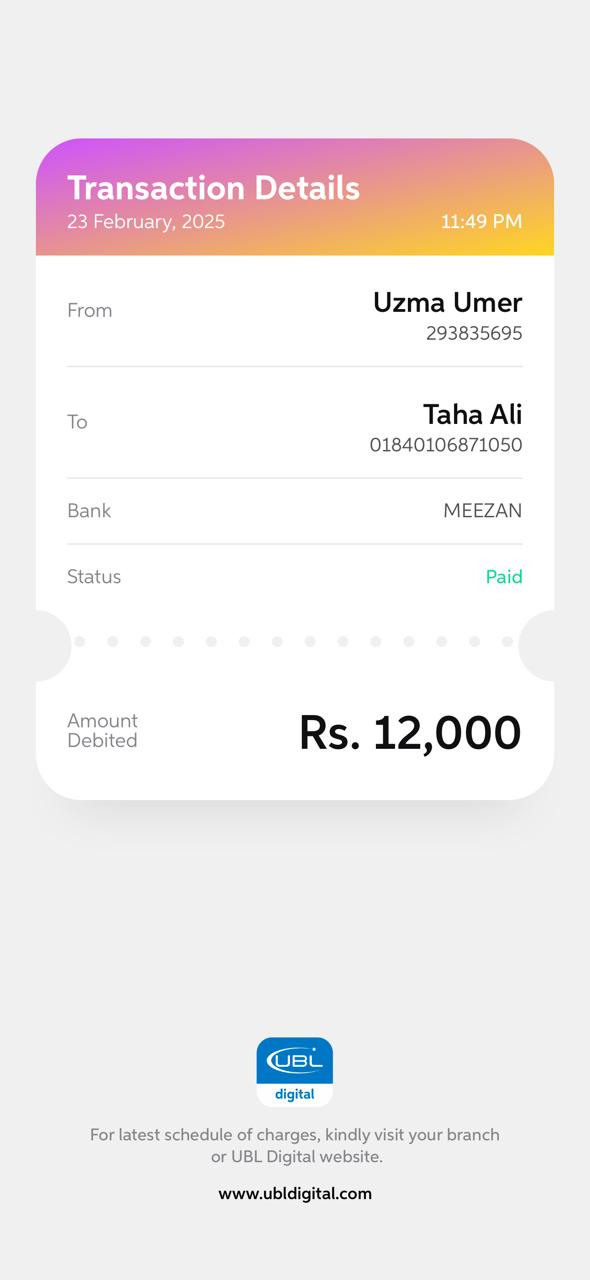 Transaction Details
23 February, 2025 11:49 PM
From Uzma Umer
293835695
To Taha Ali
01840106871050
Bank MEEZAN
Status Paid
Amount
Debited Rs. 12,000
UBL
digital
For latest schedule of charges, kindly visit your branch
or UBL Digital website.
www.ubldigital.com